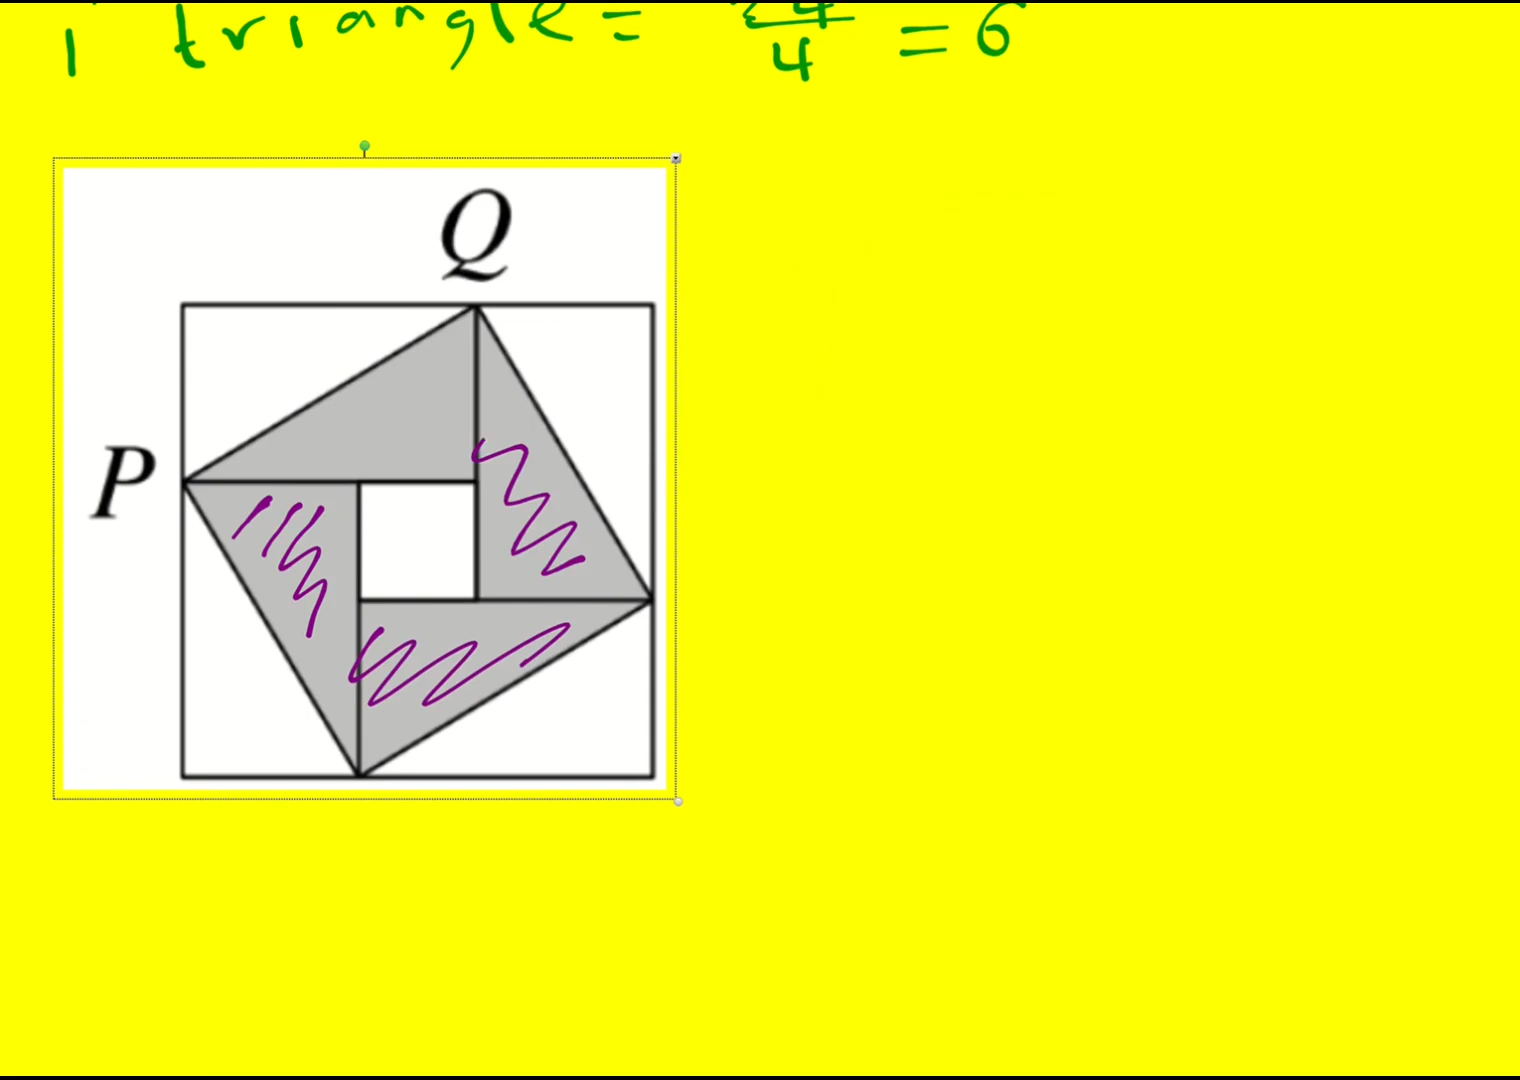 1 triangle = 24/4 = 6
Q
P